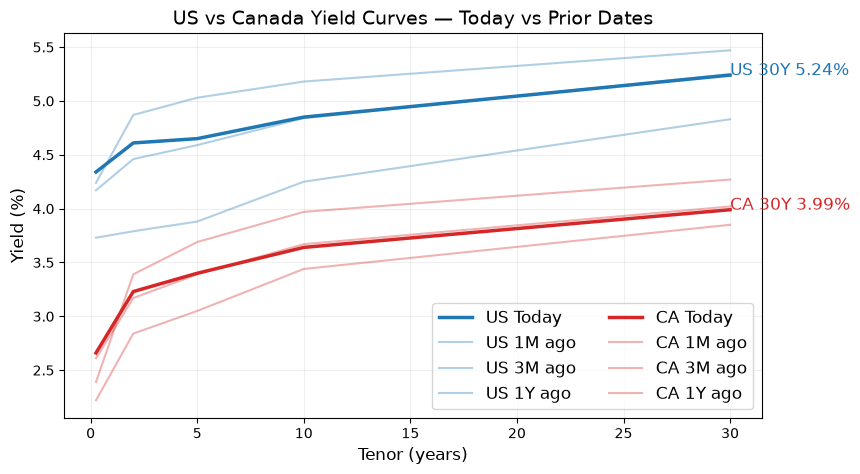 US vs Canada Yield Curves — Today vs Prior Dates
Yield (%)
5.5
5.0
4.5
4.0
3.5
3.0
2.5
US 30Y 5.24%
CA 30Y 3.99%
US Today
US 1M ago
US 3M ago
US 1Y ago
CA Today
CA 1M ago
CA 3M ago
CA 1Y ago
0 5 10 15 20 25 30
Tenor (years)